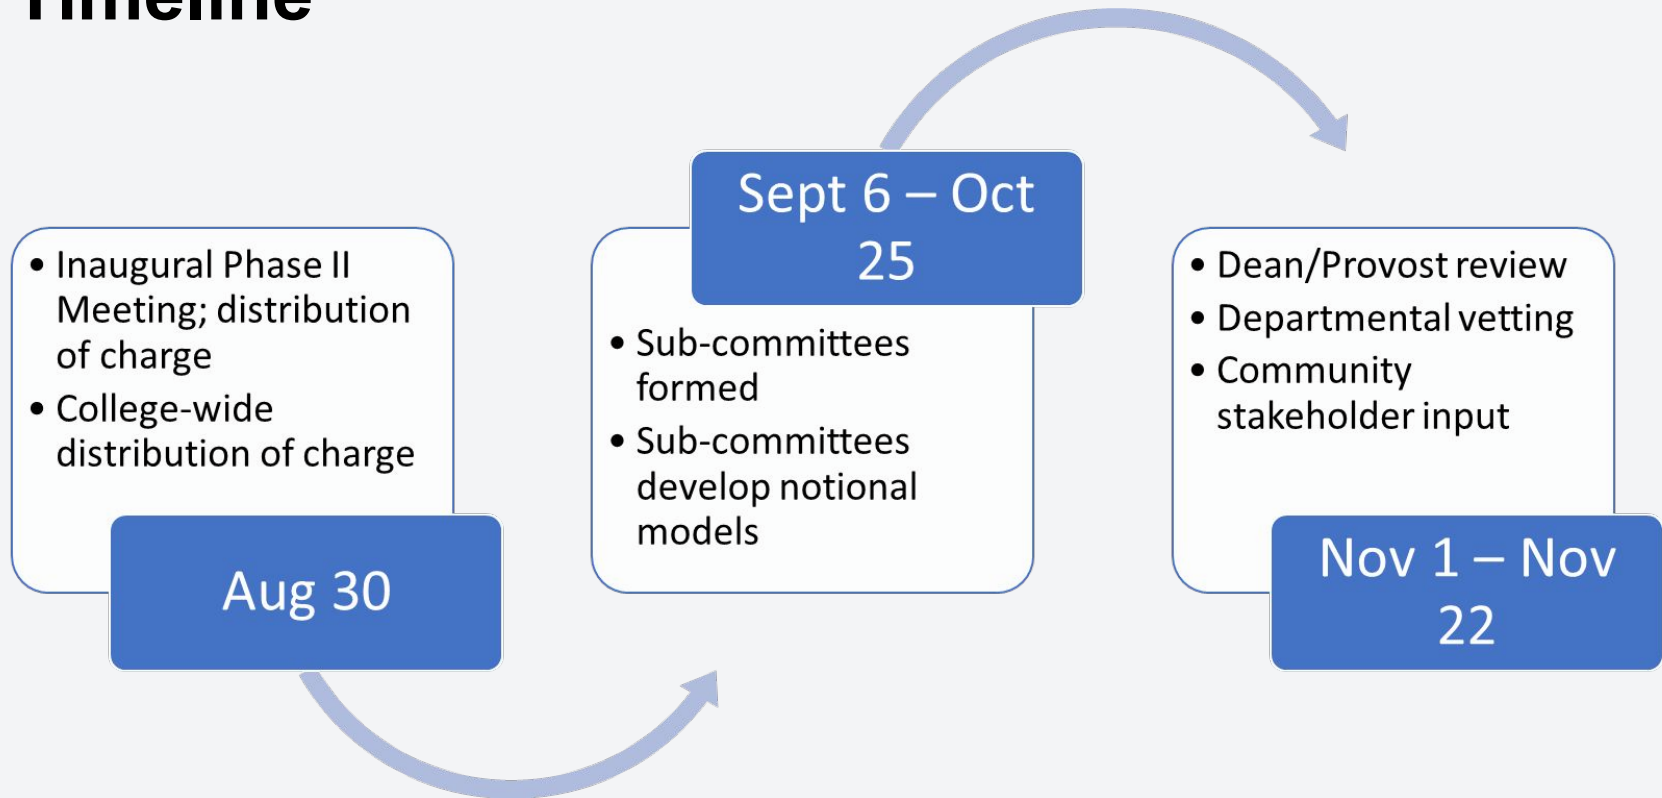 Timeline
• Inaugural Phase II
Meeting; distribution
of charge
• College-wide
distribution of charge
Aug 30
Sept 6 – Oct
25
• Sub-committees
formed
• Sub-committees
develop notional
models
• Dean/Provost review
• Departmental vetting
• Community
stakeholder input
Nov 1 – Nov
22